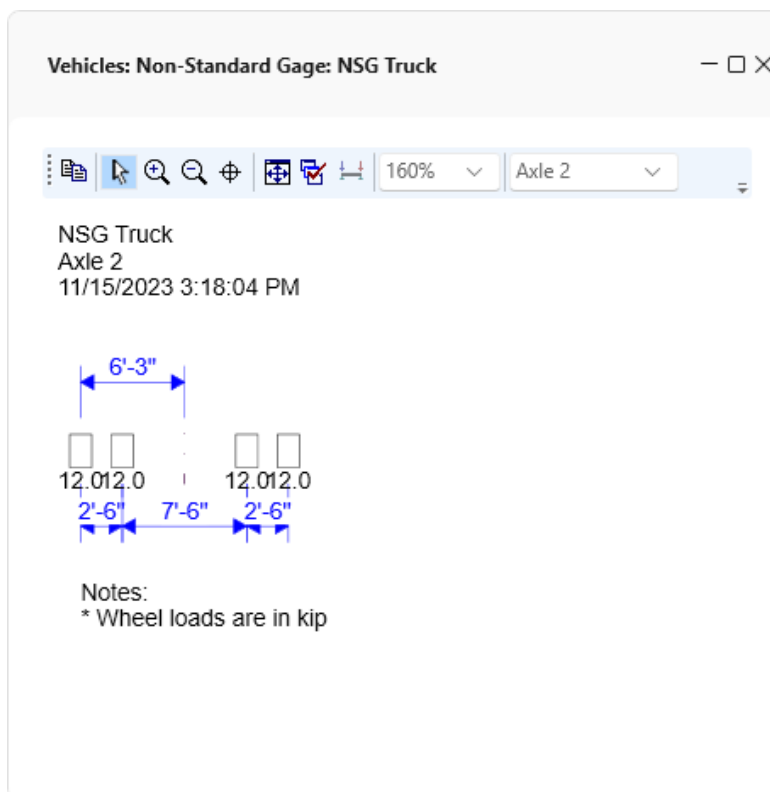 Vehicles: Non-Standard Gage: NSG Truck
160%
Axle 2
NSG Truck
Axle 2
11/15/2023 3:18:04 PM
6'-3"
12.0 12.0 12.0 12.0
2'-6" 7'-6" 2'-6"
Notes:
* Wheel loads are in kip